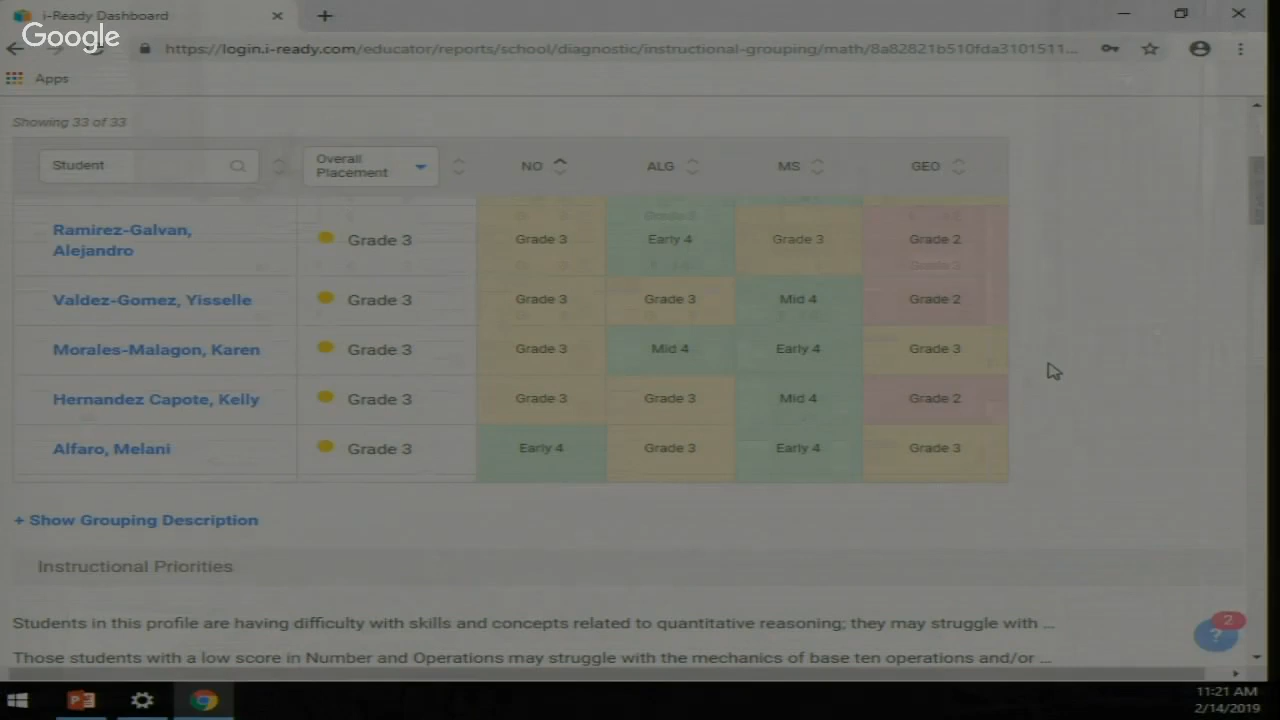 i-Ready Dashboard
Google
https://login.i-ready.com/educator/reports/school/diagnostic/instructional-grouping/math/8a82821b510fda3101511...
Apps
Showing 33 of 33
Student
Overall Placement
NO
ALG
MS
GEO
Ramirez-Galvan, Alejandro
Grade 3
Grade 3
Early 4
Grade 3
Grade 2
Valdez-Gomez, Yisselle
Grade 3
Grade 3
Grade 3
Mid 4
Grade 2
Morales-Malagon, Karen
Grade 3
Grade 3
Mid 4
Early 4
Grade 3
Hernandez Capote, Kelly
Grade 3
Grade 3
Grade 3
Mid 4
Grade 2
Alfaro, Melani
Grade 3
Early 4
Grade 3
Early 4
Grade 3
+ Show Grouping Description
Instructional Priorities
Students in this profile are having difficulty with skills and concepts related to quantitative reasoning; they may struggle with ...
2
?
Those students with a low score in Number and Operations may struggle with the mechanics of base ten operations and/or ...
11:21 AM
2/14/2019